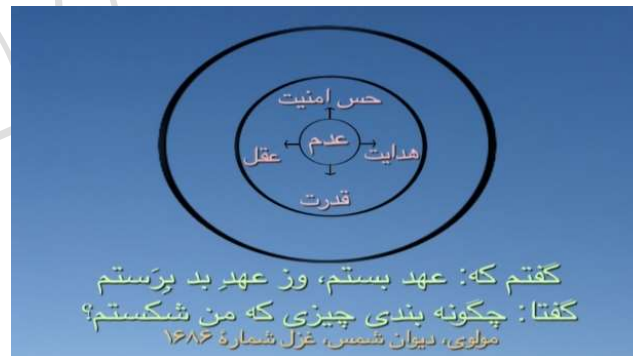 حس امنیت
هدایت
عدم
عقل
قدرت
گفتم که: عهد بستم، وز عهدِ بد بِرَستم
گفتا: چگونه بندی چیزی که من شکستم؟
مولوی، دیوان شمس، غزل شمارهٔ ۱۶۸۶